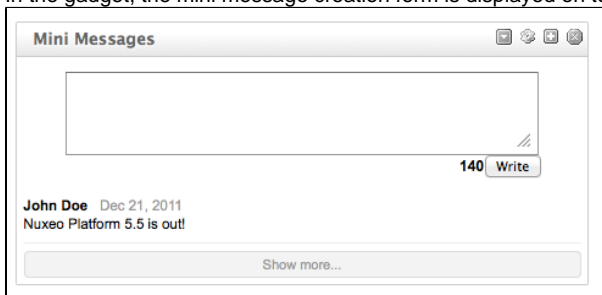 In the gadget, the mini message creation form is displayed on to
Mini Messages
140 Write
John Doe Dec 21, 2011
Nuxeo Platform 5.5 is out!
Show more...